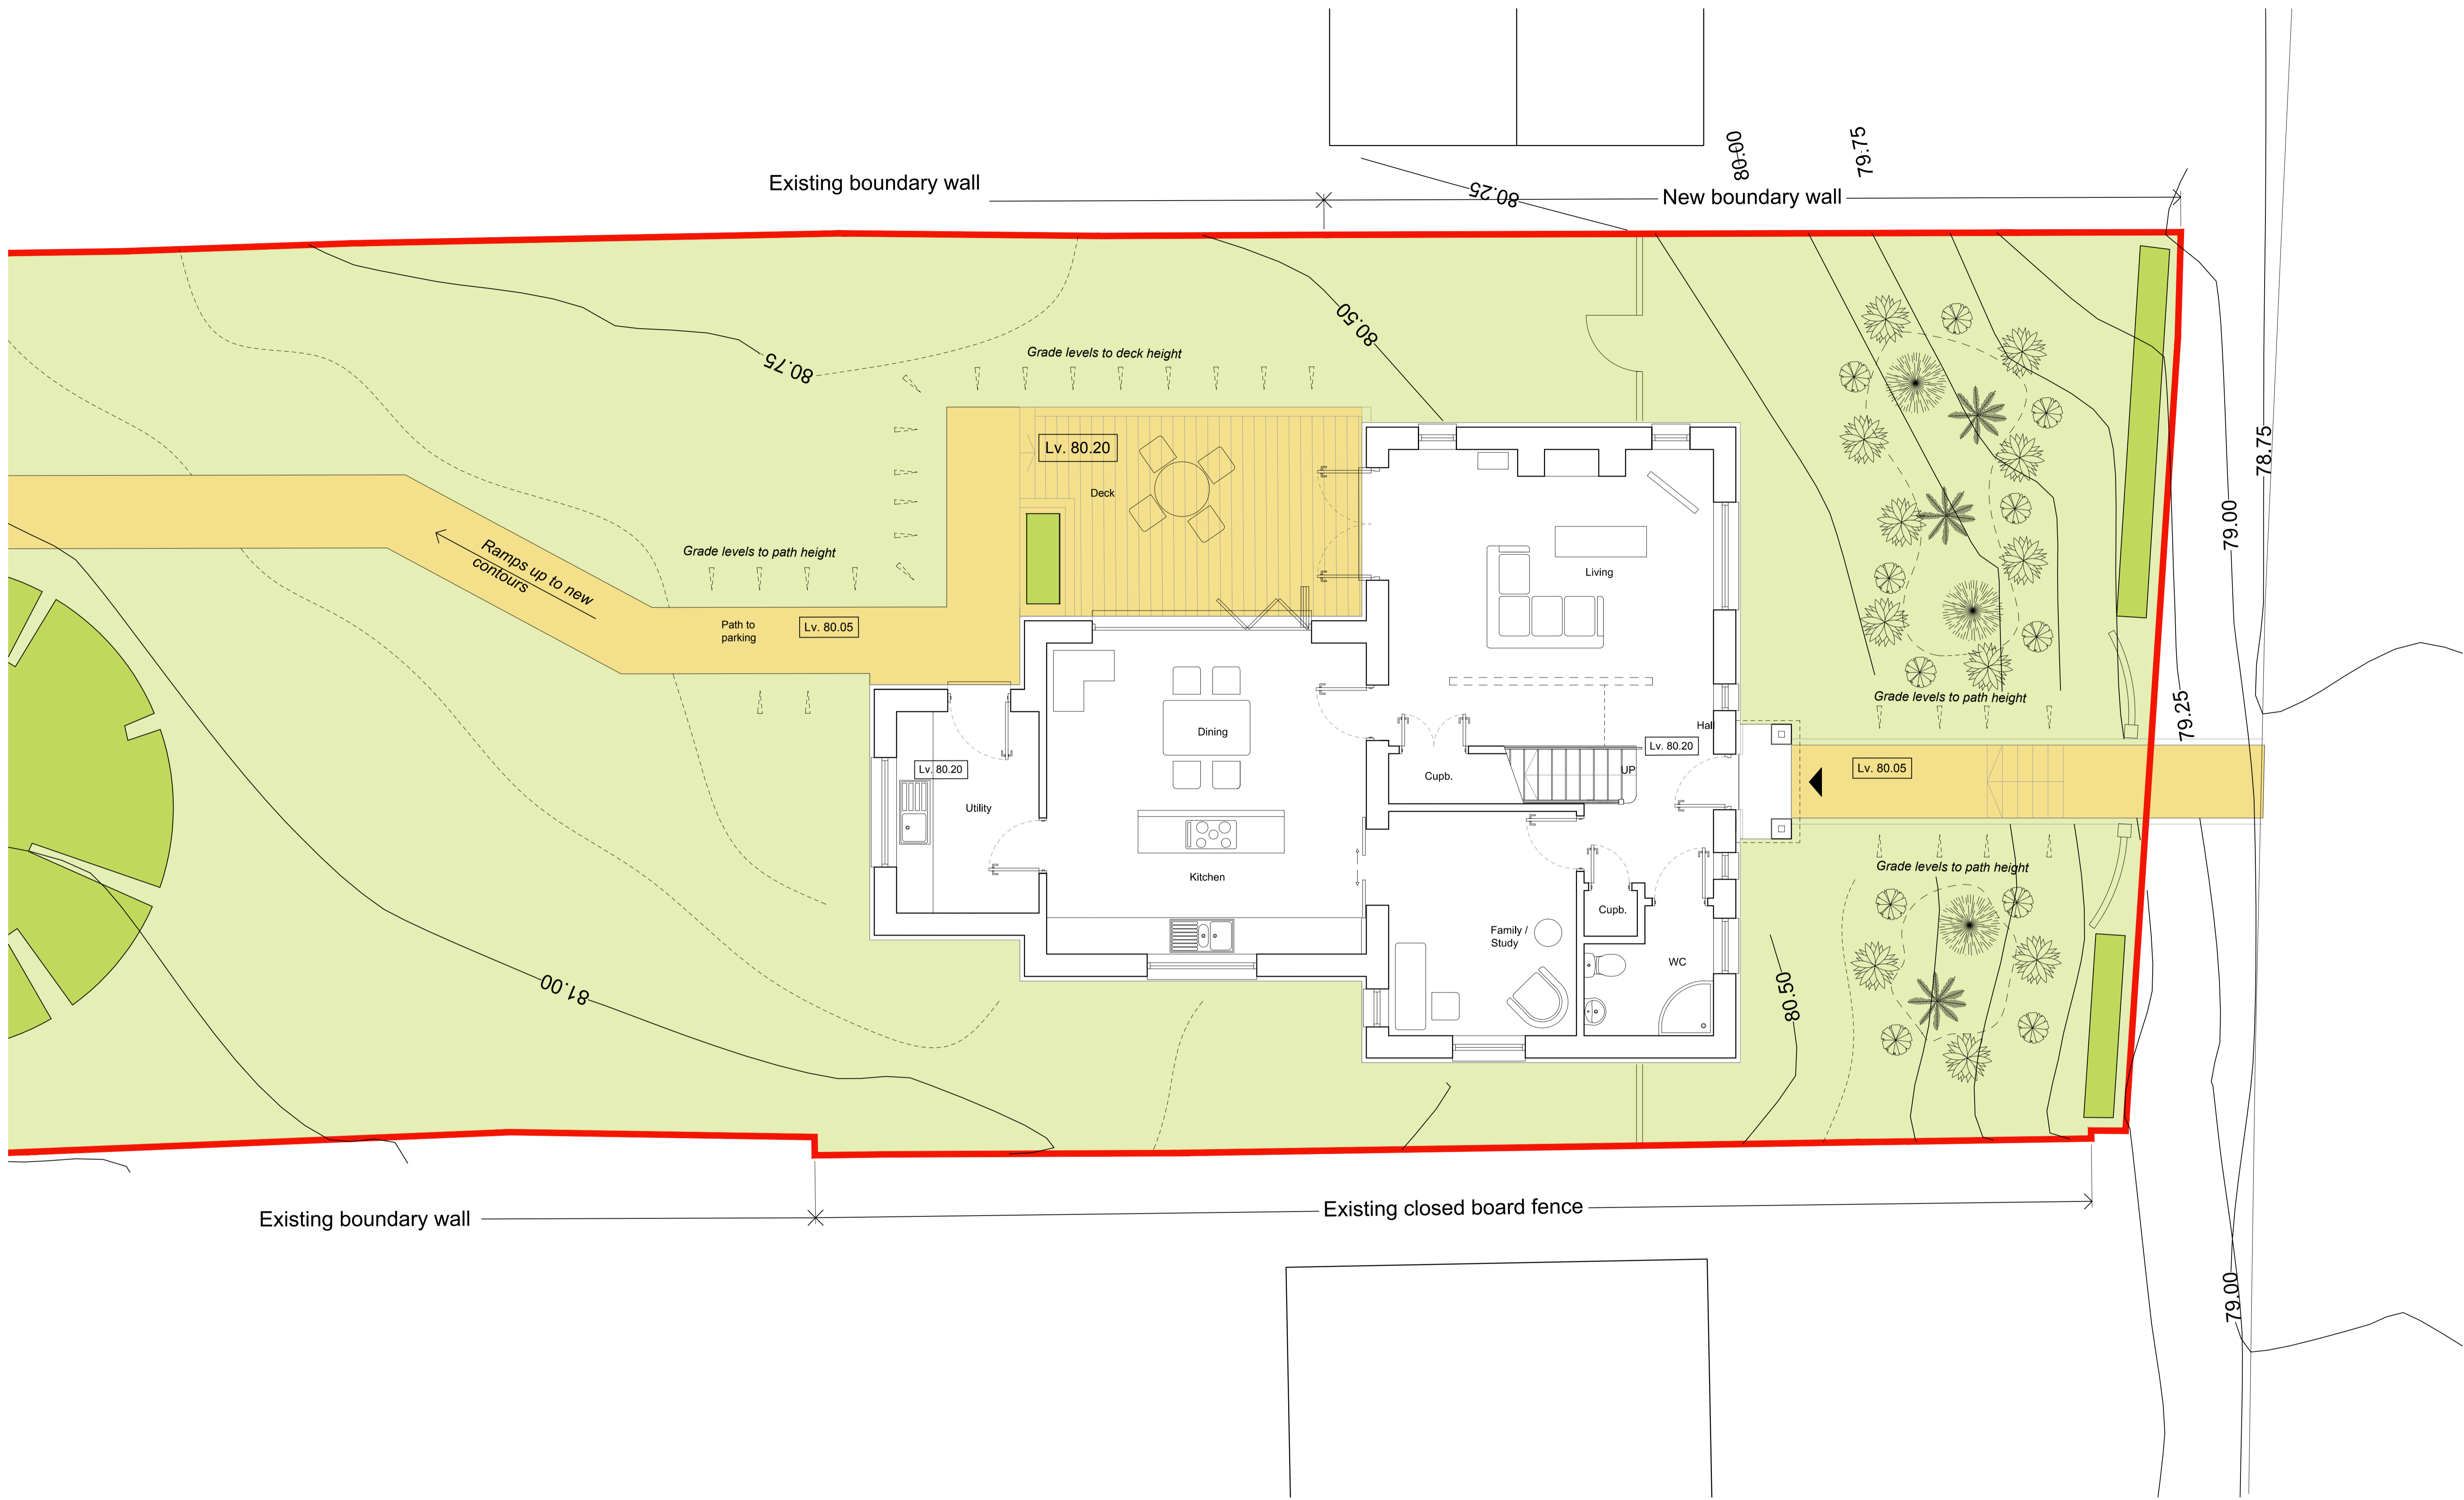 80.00
79.75
Existing boundary wall
80.25
New boundary wall
80.50
Grade levels to deck height
80.75
Lv. 80.20
Deck
78.75
79.00
Grade levels to path height
Ramps up to new
contours
Living
Path to
parking
Lv. 80.05
Grade levels to path height
79.25
Hall
Dining
Lv. 80.20
Lv. 80.20
Cupb.
UP
Lv. 80.05
Utility
Kitchen
Grade levels to path height
Cupb.
Family /
Study
WC
81.00
80.50
Existing boundary wall
Existing closed board fence
79.00